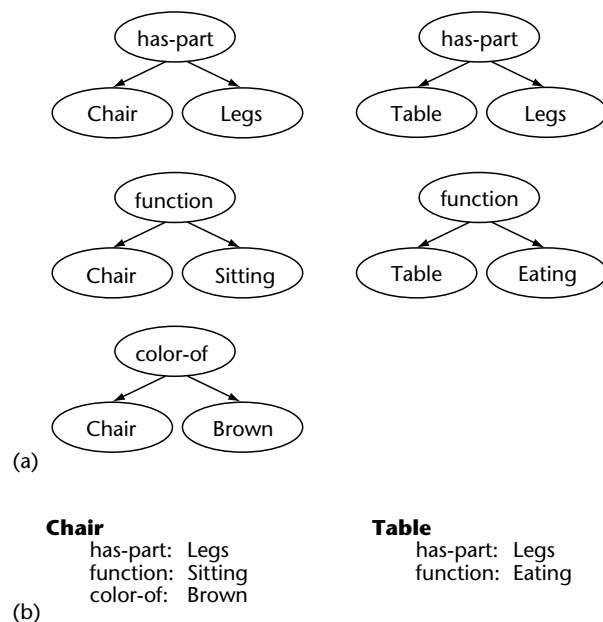 has-part has-part
Chair Legs Table Legs
function function
Chair Sitting Table Eating
color-of
Chair Brown
(a)
Chair Table
has-part: Legs has-part: Legs
function: Sitting function: Eating
color-of: Brown
(b)